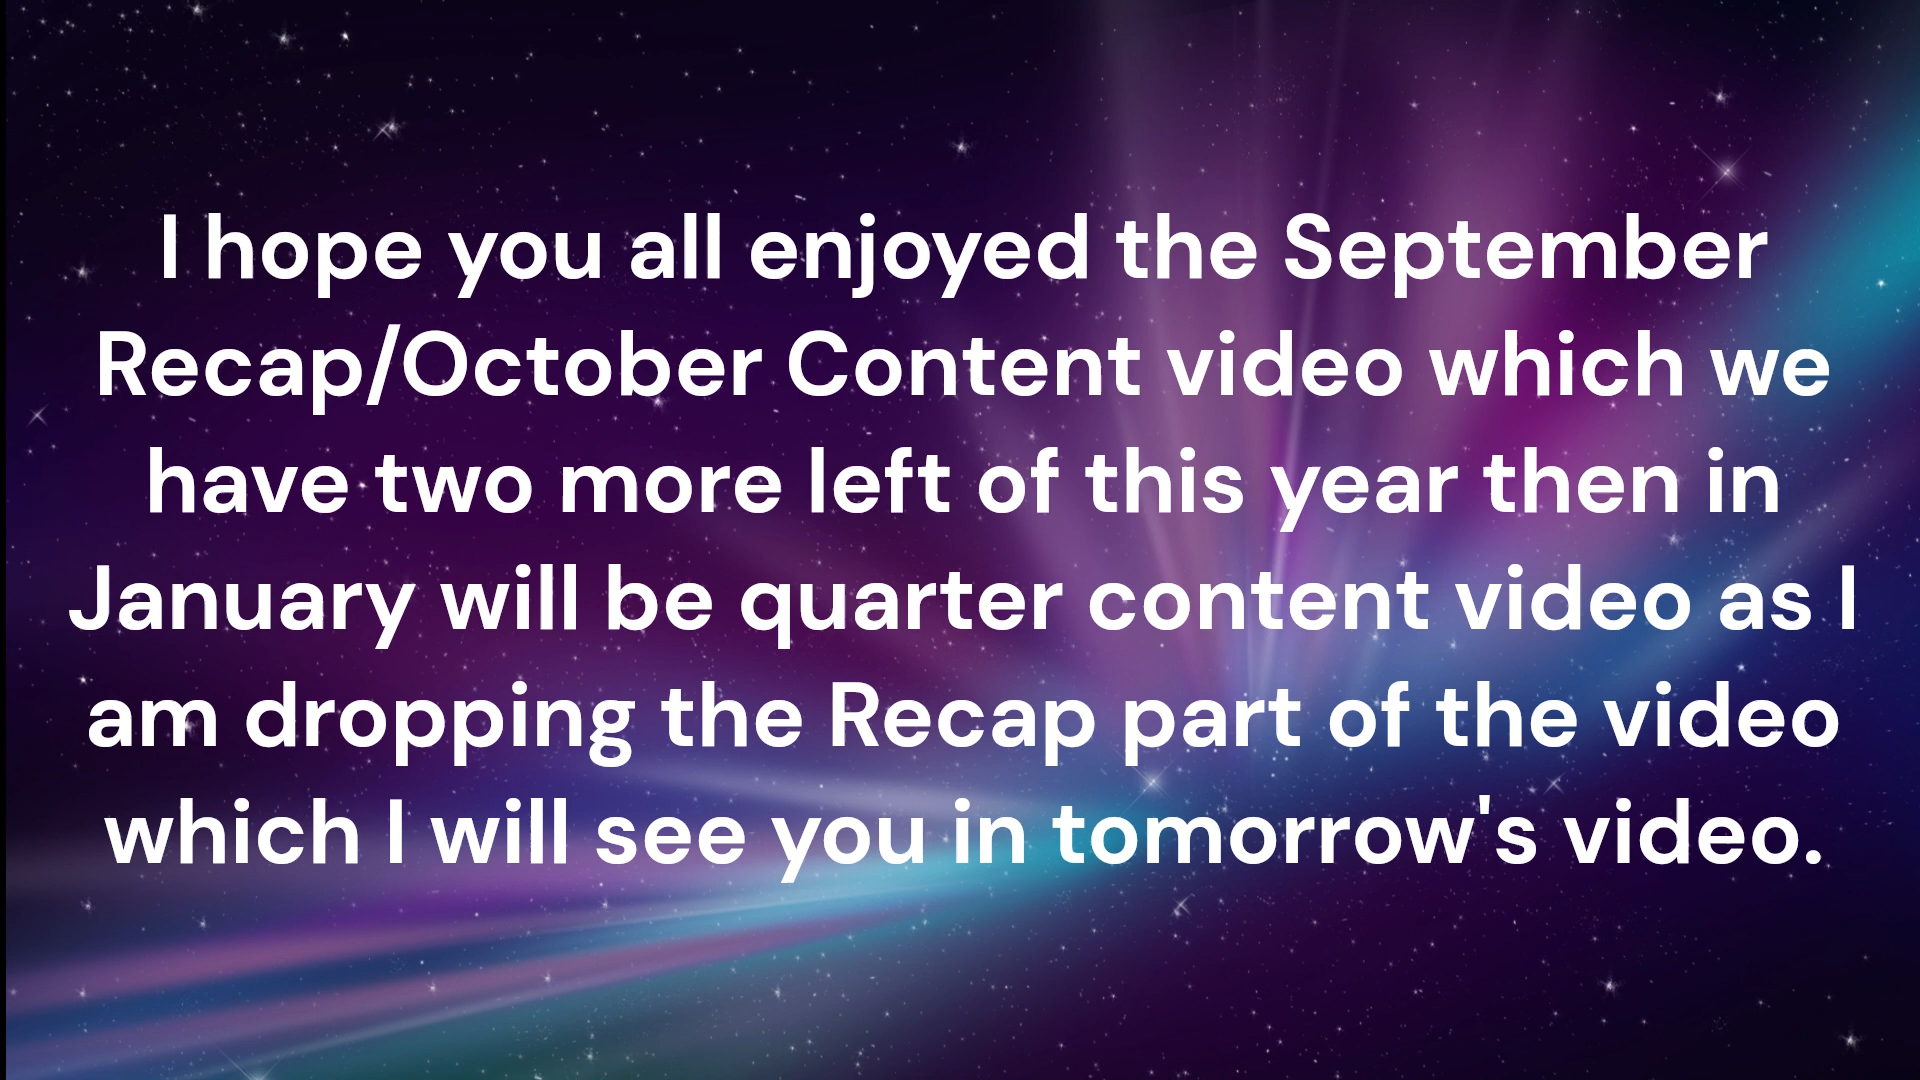 I hope you all enjoyed the September
Recap/October Content video which we
have two more left of this year then in
January will be quarter content video as I
am dropping the Recap part of the video
which I will see you in tomorrow's video.